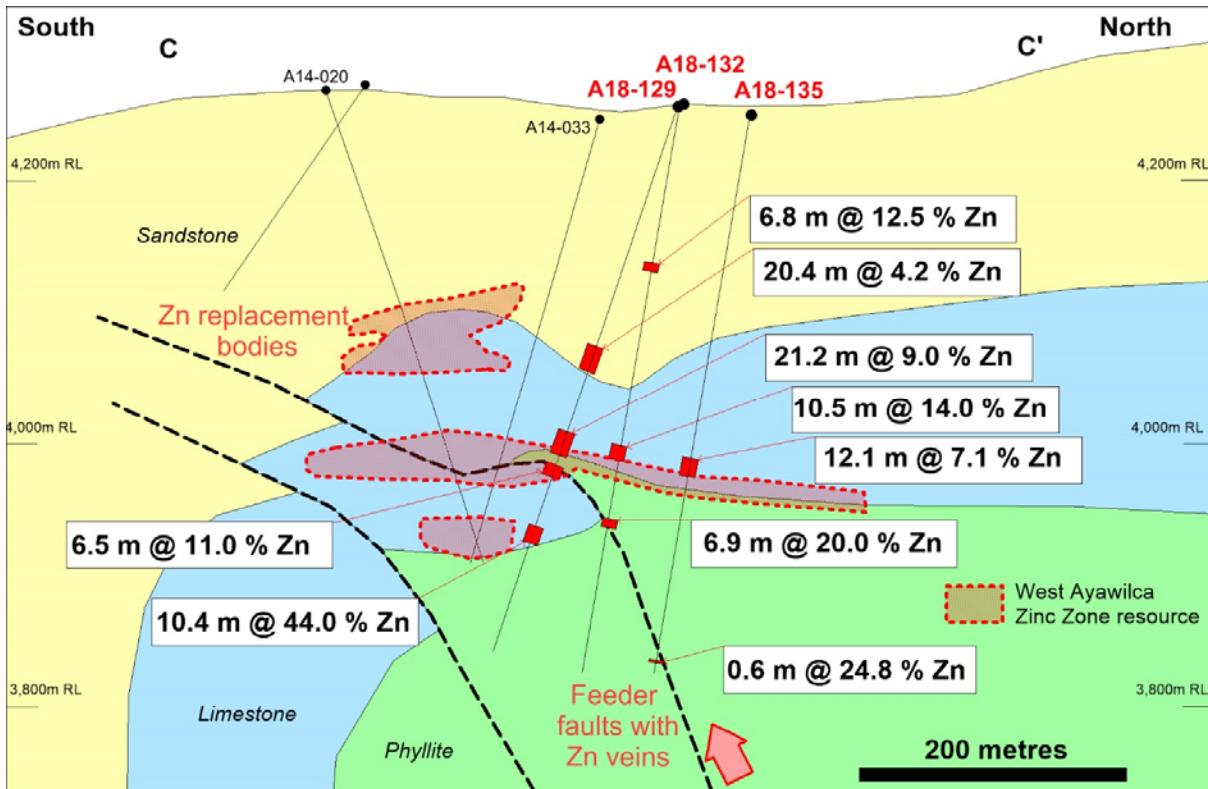 South
North
C
C'
A18-132
A14-020
A18-129
A18-135
A14-033
4,200m RL
4,200m RL
6.8 m @ 12.5 % Zn
Sandstone
20.4 m @ 4.2 % Zn
Zn replacement
bodies
21.2 m @ 9.0 % Zn
10.5 m @ 14.0 % Zn
4,000m RL
4,000m RL
12.1 m @ 7.1 % Zn
6.5 m @ 11.0 % Zn
6.9 m @ 20.0 % Zn
West Ayawilca
Zinc Zone resource
10.4 m @ 44.0 % Zn
0.6 m @ 24.8 % Zn
3,800m RL
3,800m RL
Limestone
Feeder
faults with
Zn veins
Phyllite
200 metres